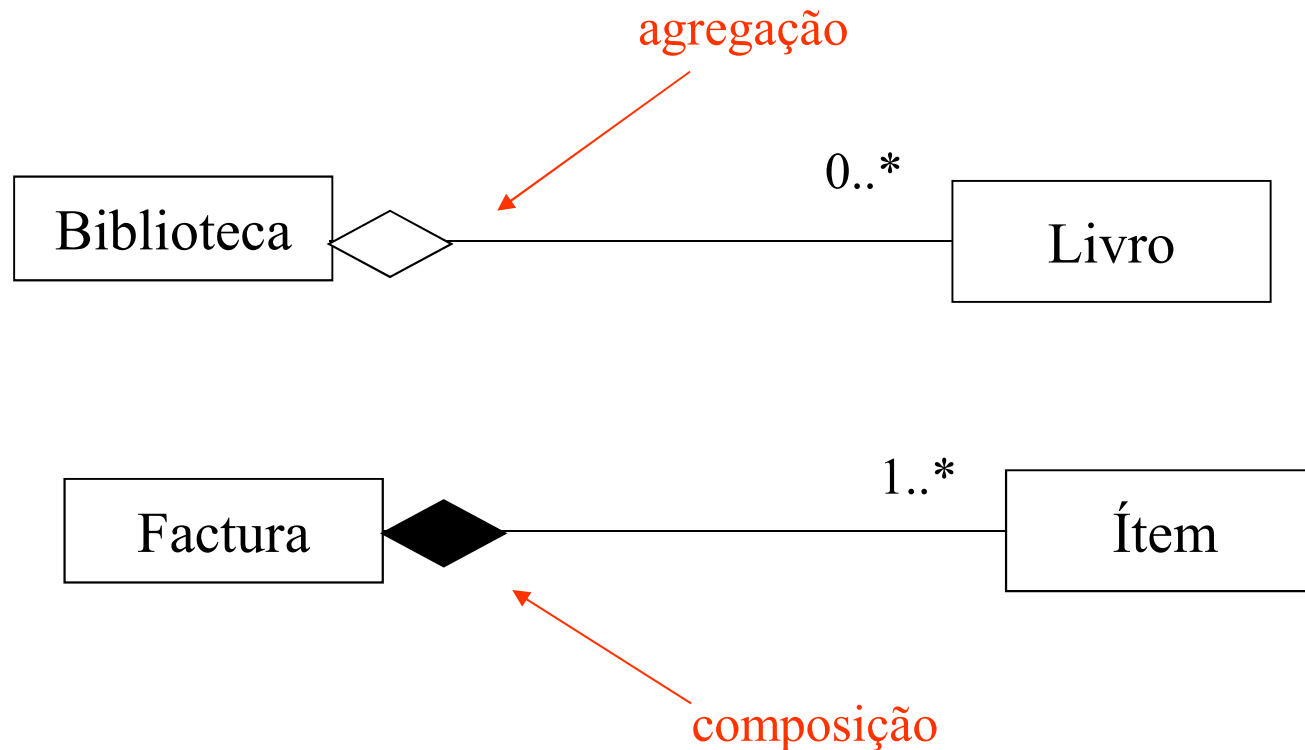 agregação
0..*
Biblioteca
Livro
1..*
Factura
Ítem
composição